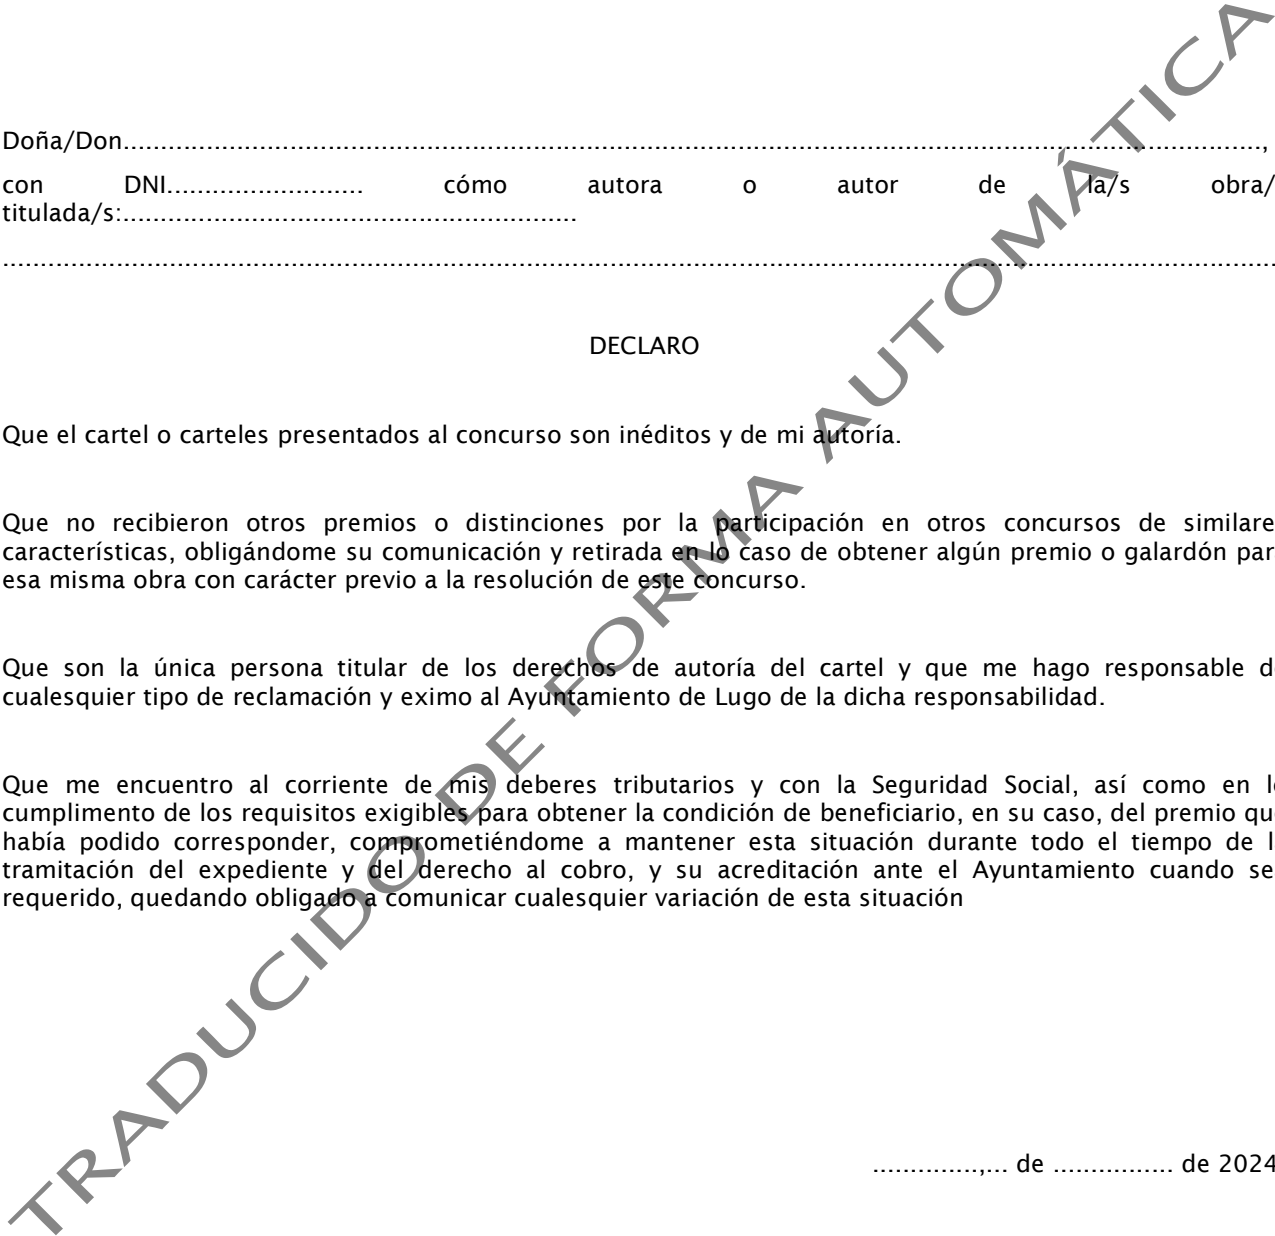 Doña/Don........................................................................................................................................................,
con DNI.......................... cómo autora o autor de la/s obra/
titulada/s:............................................................
..........................................................................................................................................................................
DECLARO
Que el cartel o carteles presentados al concurso son inéditos y de mi autoría.
Que no recibieron otros premios o distinciones por la participación en otros concursos de similare
características, obligándome su comunicación y retirada en lo caso de obtener algún premio o galardón par
esa misma obra con carácter previo a la resolución de este concurso.
Que son la única persona titular de los derechos de autoría del cartel y que me hago responsable d
cualesquier tipo de reclamación y eximo al Ayuntamiento de Lugo de la dicha responsabilidad.
Que me encuentro al corriente de mis deberes tributarios y con la Seguridad Social, así como en l
cumplimento de los requisitos exigibles para obtener la condición de beneficiario, en su caso, del premio qu
había podido corresponder, comprometiéndome a mantener esta situación durante todo el tiempo de l
tramitación del expediente y del derecho al cobro, y su acreditación ante el Ayuntamiento cuando se
requerido, quedando obligado a comunicar cualesquier variación de esta situación
..............,... de ................ de 2024
TRADUCIDO DE FORMA AUTOMÁTICA